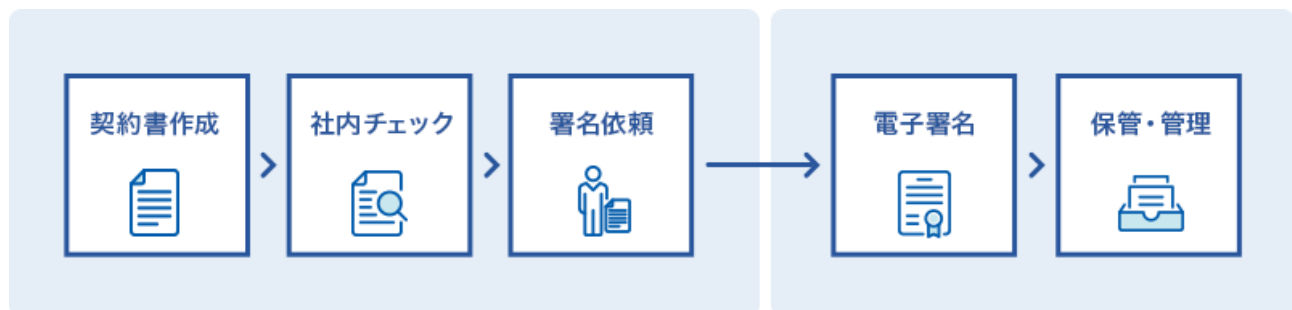 契約書作成
社内チェック
署名依頼
電子署名
保管・管理